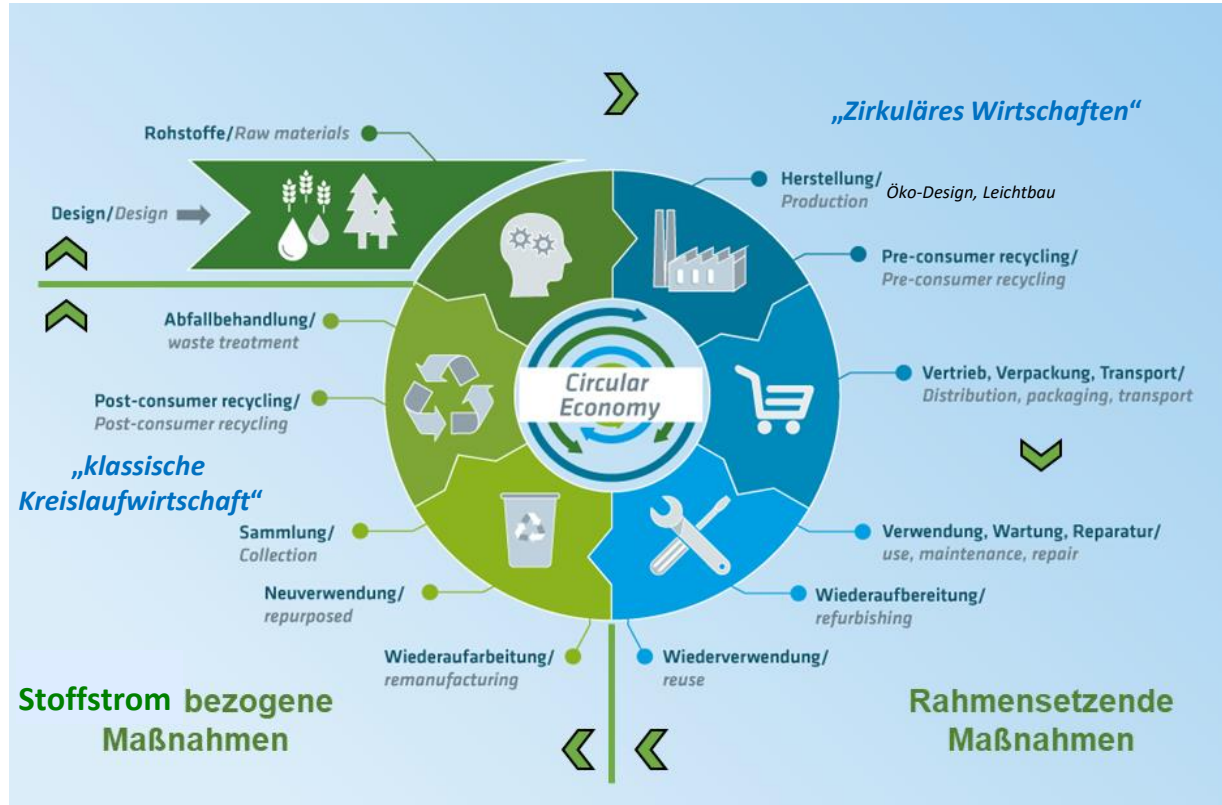 „Zirkuläres Wirtschaften“
Rohstoffe/Raw materials
Design/Design
Herstellung/
Production
Öko-Design, Leichtbau
Pre-consumer recycling/
Pre-consumer recycling
Abfallbehandlung/
waste treatment
Circular
Economy
Vertrieb, Verpackung, Transport/
Distribution, packaging, transport
Post-consumer recycling/
Post-consumer recycling
„klassische
Kreislaufwirtschaft“
Sammlung/
Collection
Verwendung, Wartung, Reparatur/
use, maintenance, repair
Neuverwendung/
repurposed
Wiederaufbereitung/
refurbishing
Wiederaufarbeitung/
remanufacturing
Wiederverwendung/
reuse
Stoffstrom bezogene
Maßnahmen
Rahmensetzende
Maßnahmen